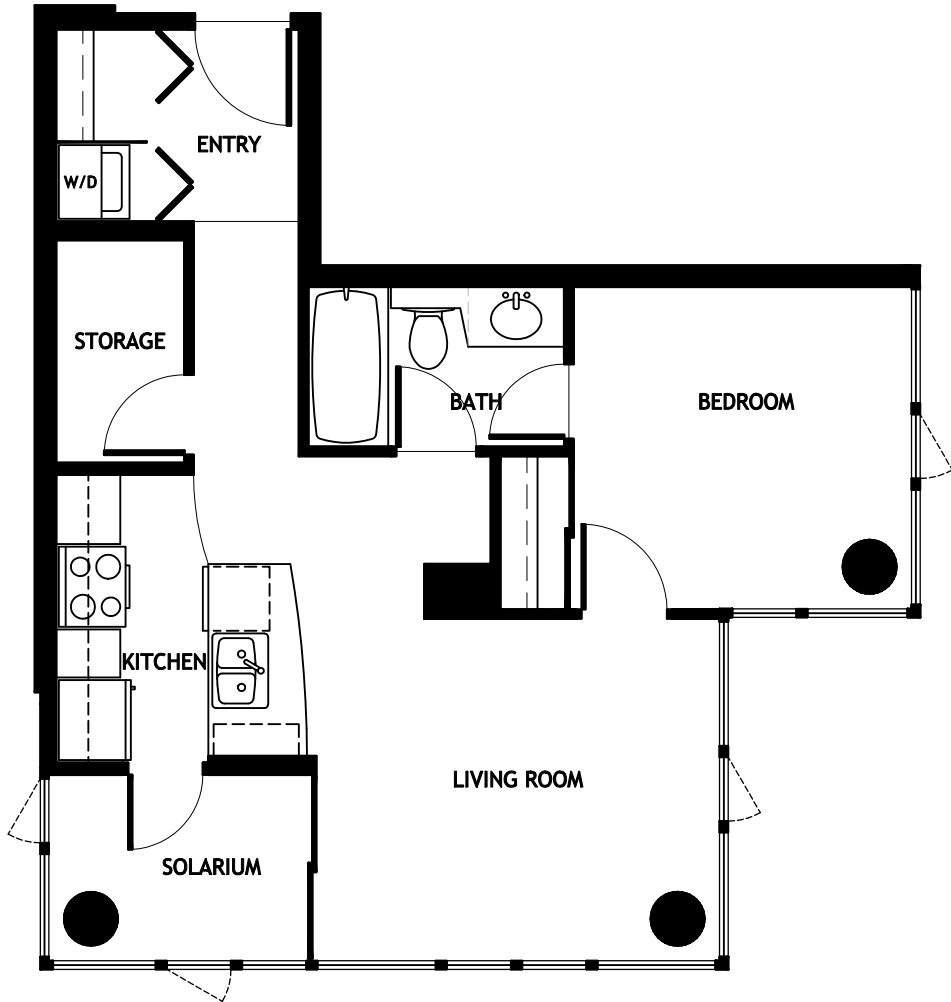 ENTRY
W/D
STORAGE
BATH
BEDROOM
KITCHEN
LIVING ROOM
SOLARIUM